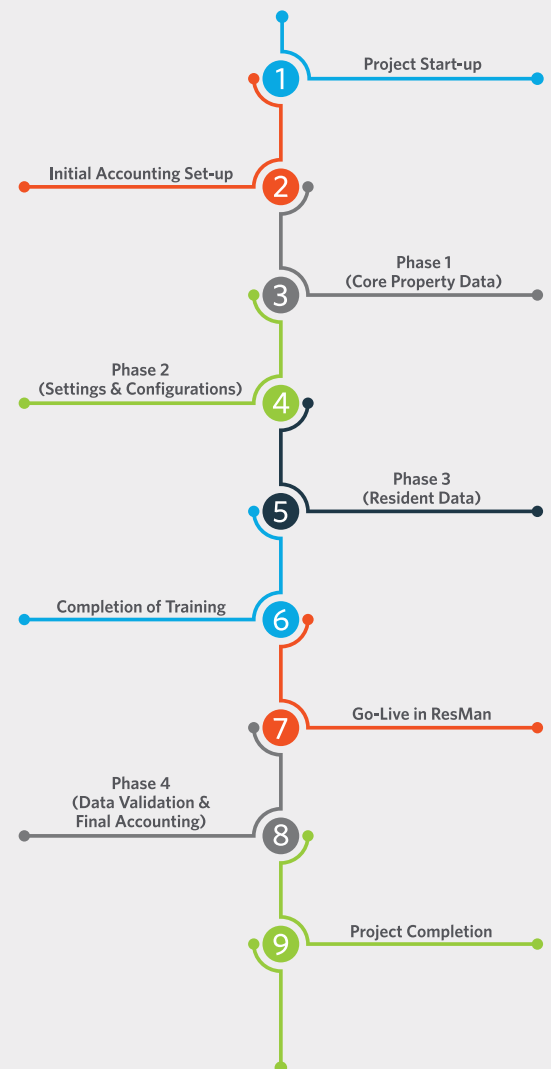 1
Project Start-up
Initial Accounting Set-up
2
Phase 1
(Core Property Data)
3
Phase 2
(Settings & Configurations)
4
Phase 3
(Resident Data)
5
Completion of Training
6
Go-Live in ResMan
7
Phase 4
(Data Validation &
Final Accounting)
8
Project Completion
9